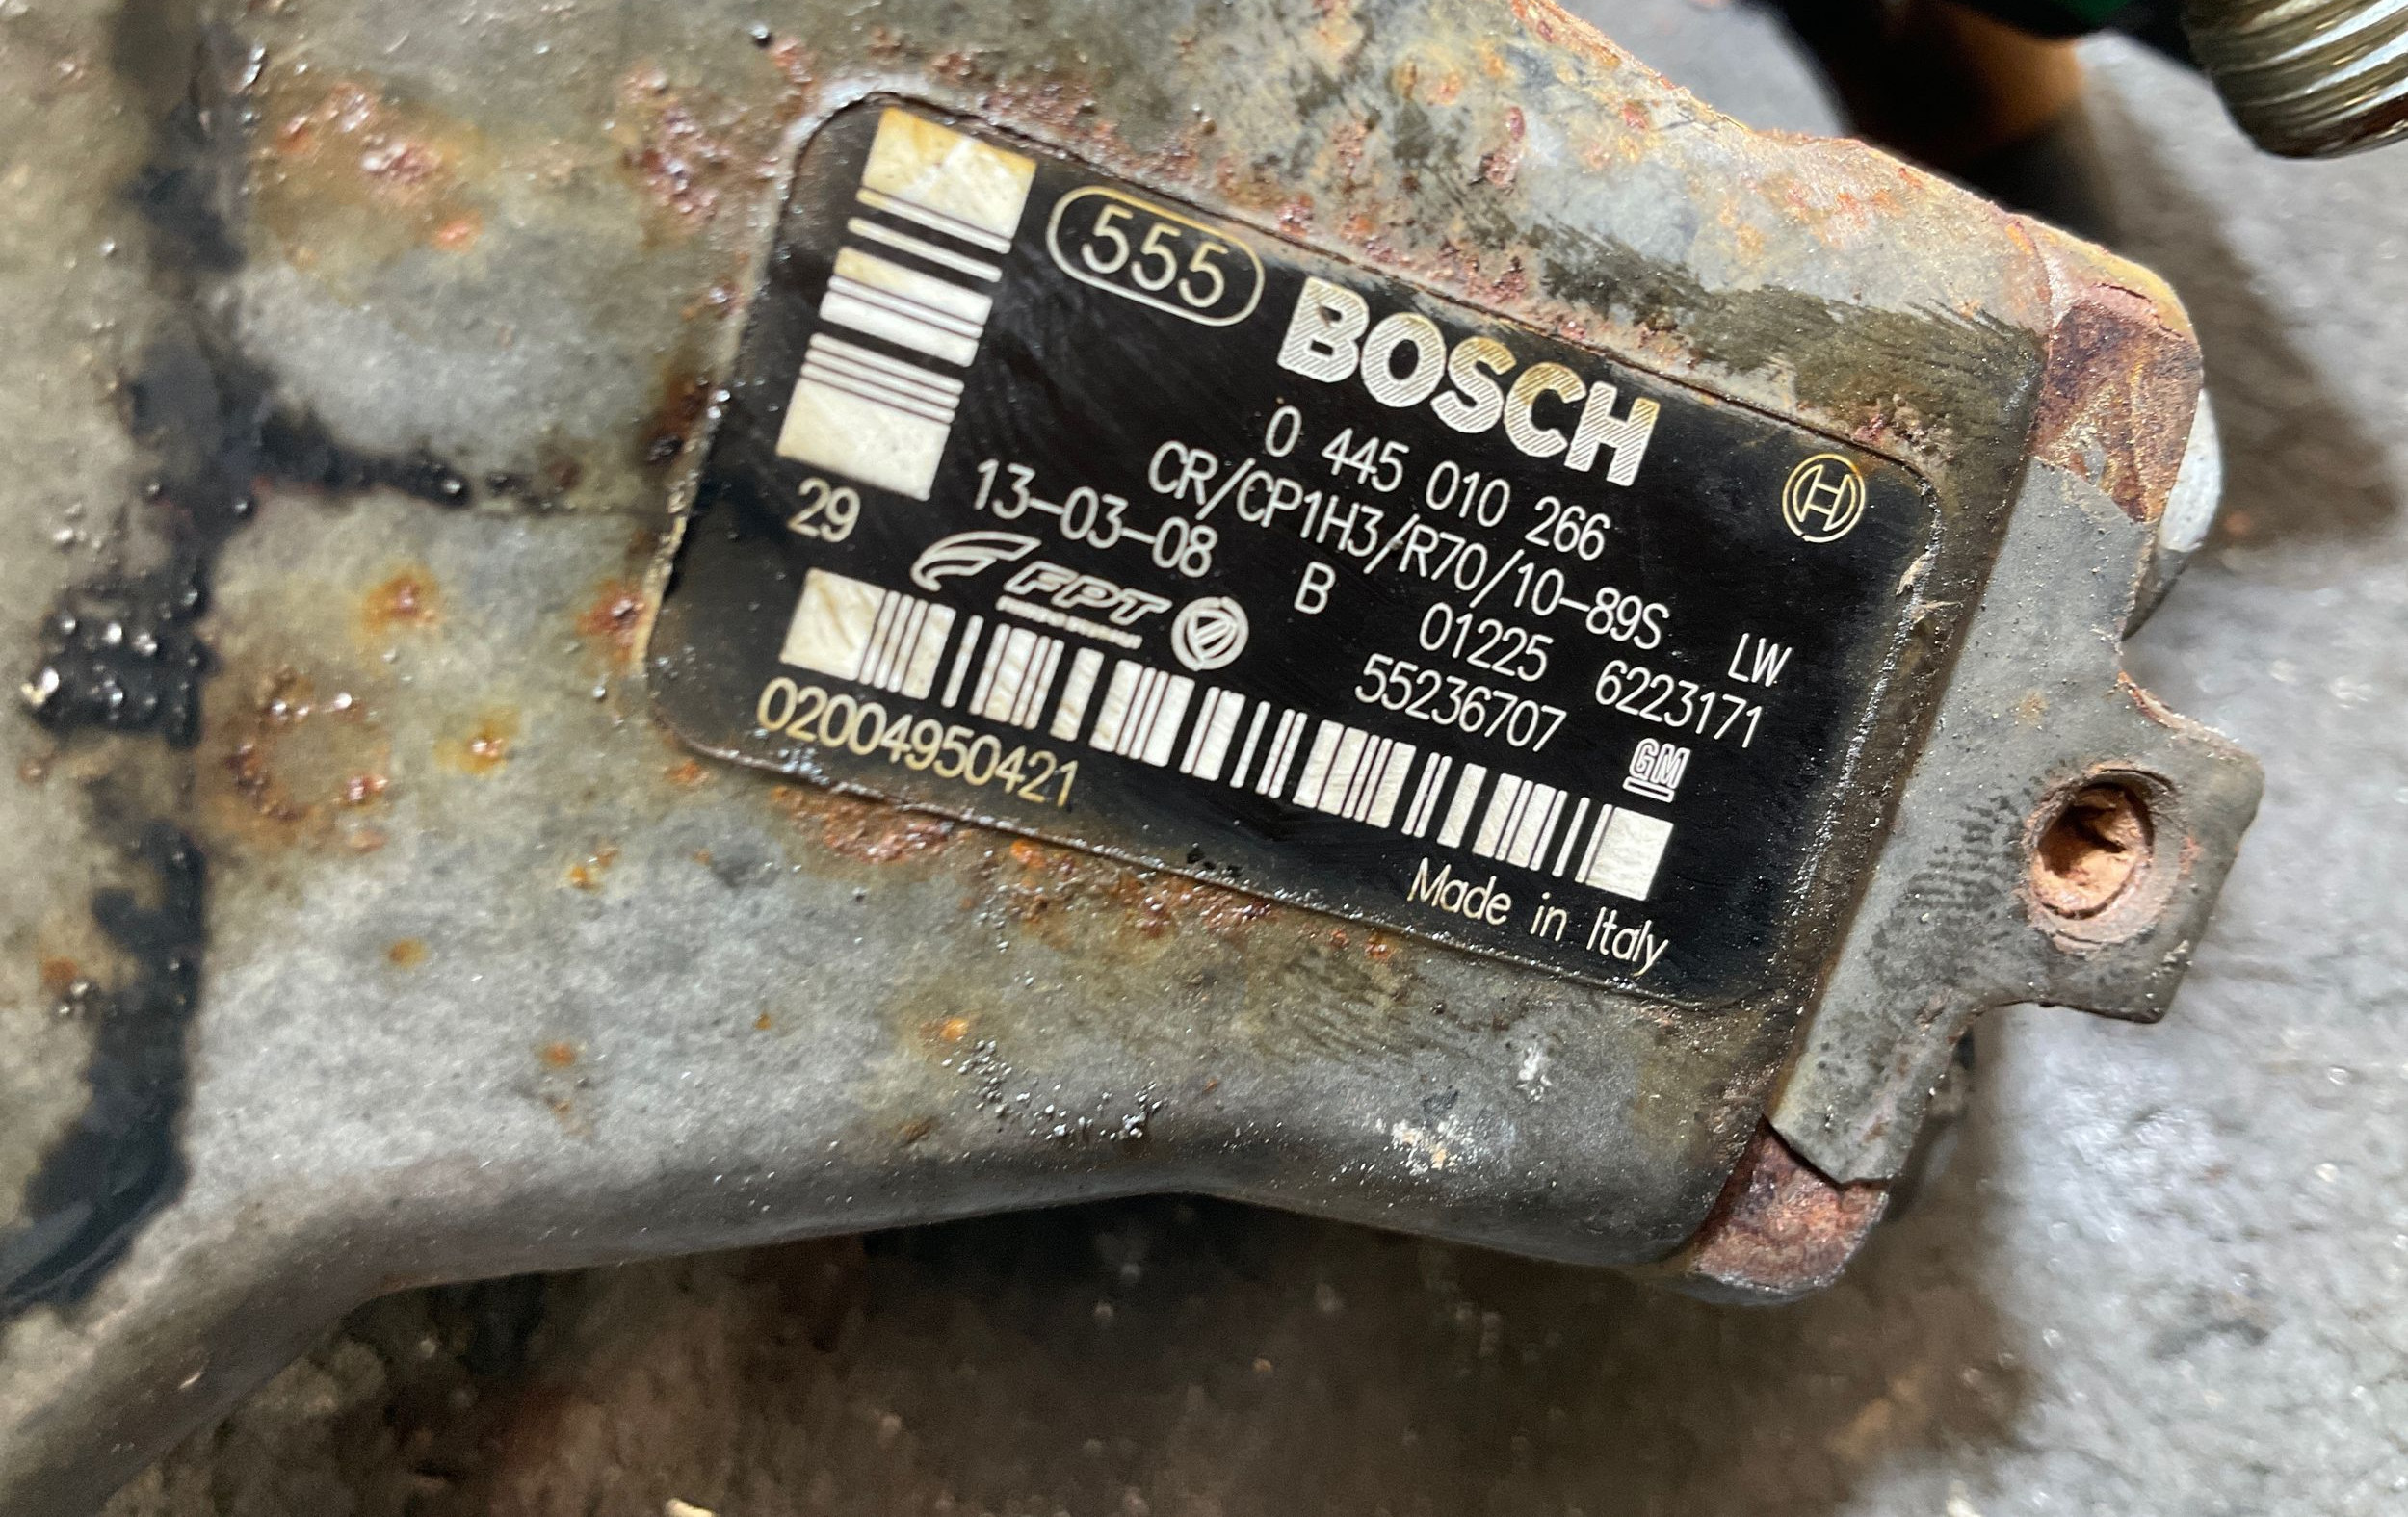 555
BOSCH
0 445 010 266
CR/CP1H3/R70/10-89S LW
29 13-03-08 B 01225 6223171
FPT 55236707 GM
02004950421
Made in Italy